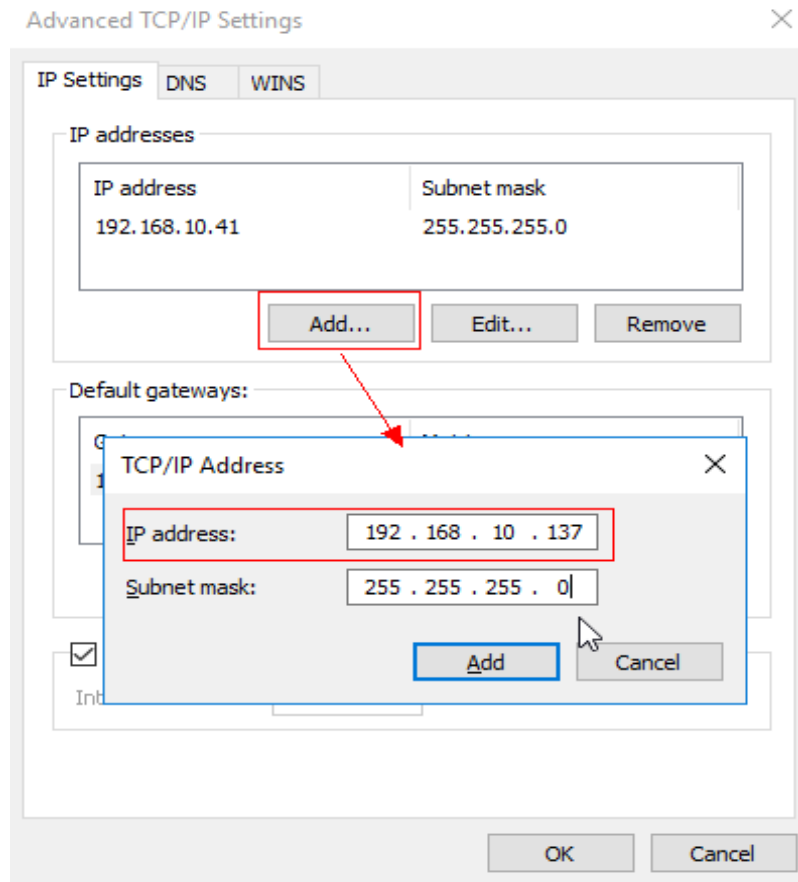 Advanced TCP/IP Settings
IP Settings DNS WINS
IP addresses
IP address Subnet mask
192.168.10.41 255.255.255.0
Add... Edit... Remove
Default gateways:
TCP/IP Address
IP address: 192 . 168 . 10 . 137
Subnet mask: 255 . 255 . 255 . 0
Add Cancel
OK Cancel